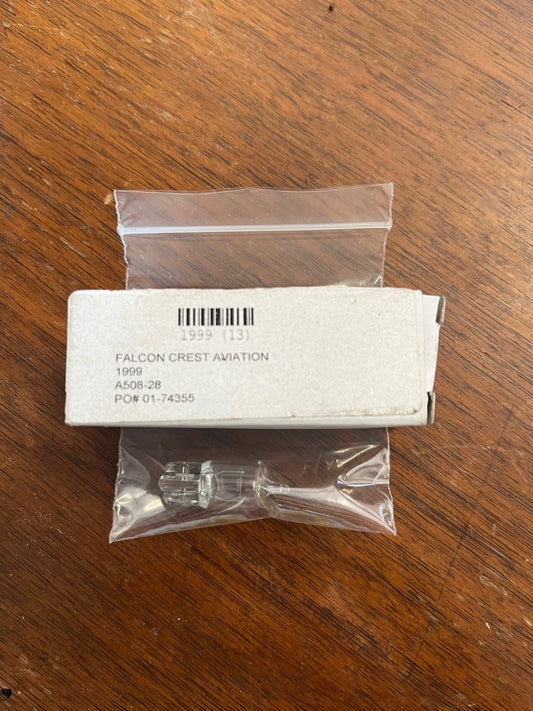 1999 (13)
FALCON CREST AVIATION
1999
A508-28
PO# 01-74355